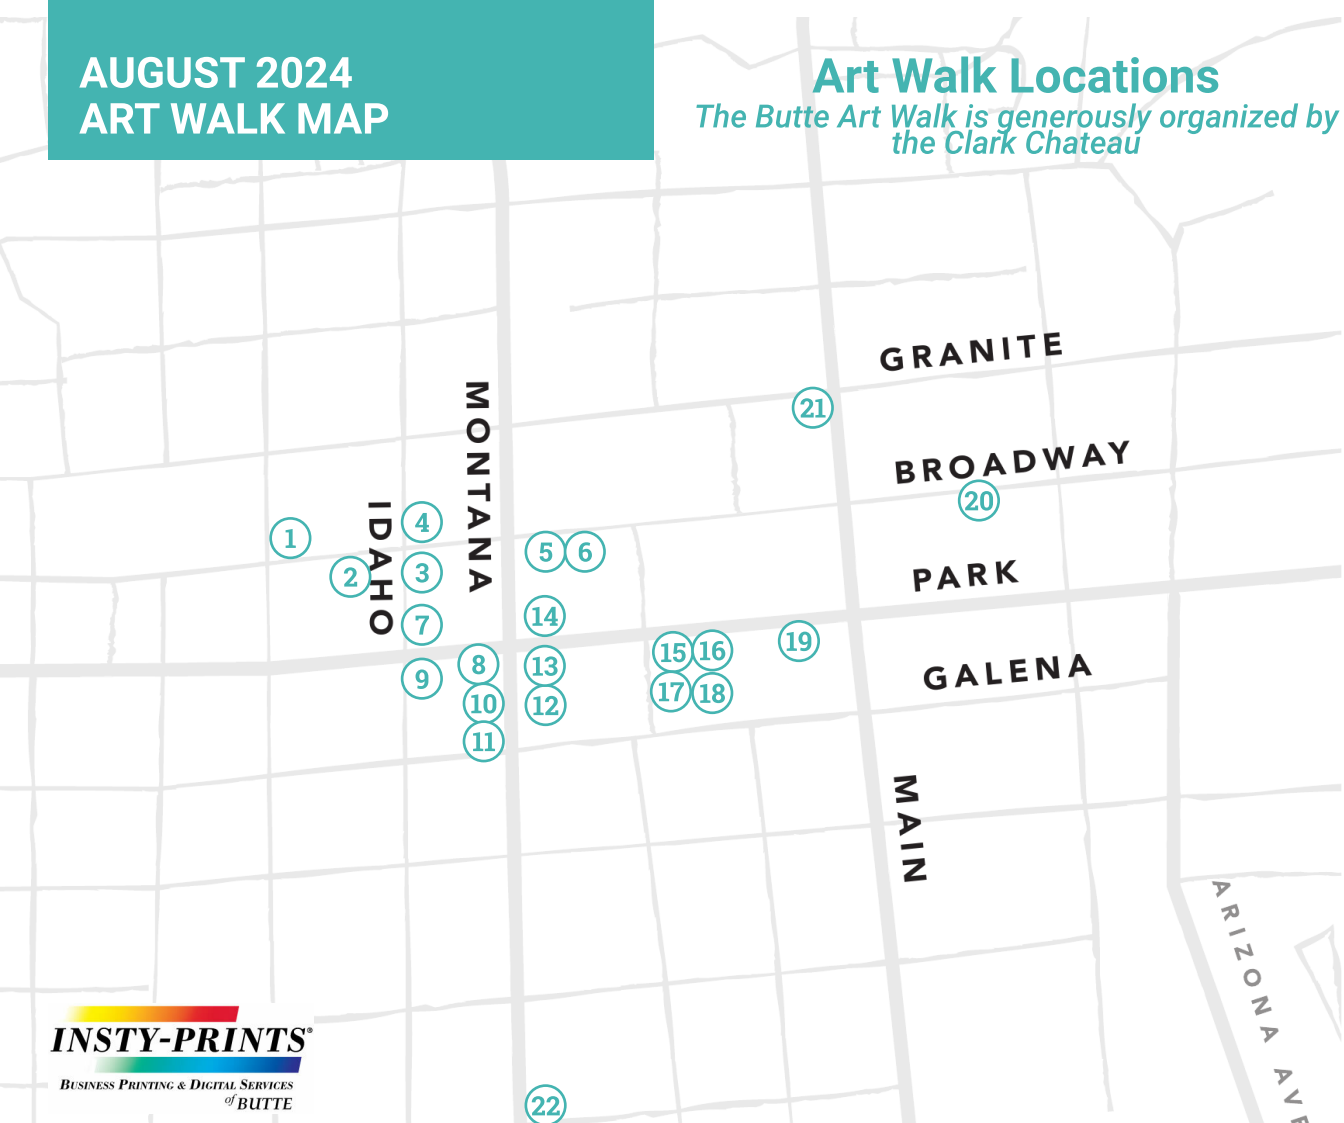 AUGUST 2024
ART WALK MAP
Art Walk Locations
The Butte Art Walk is generously organized by
the Clark Chateau
GRANITE
MONTANA
21
BROADWAY
20
IDAHO
4
1
5
6
2
3
PARK
14
7
19
15
16
8
13
9
GALENA
17
18
10
12
11
MAIN
ARIZONA AVE
INSTY-PRINTS®
BUSINESS PRINTING & DIGITAL SERVICES
of BUTTE
22